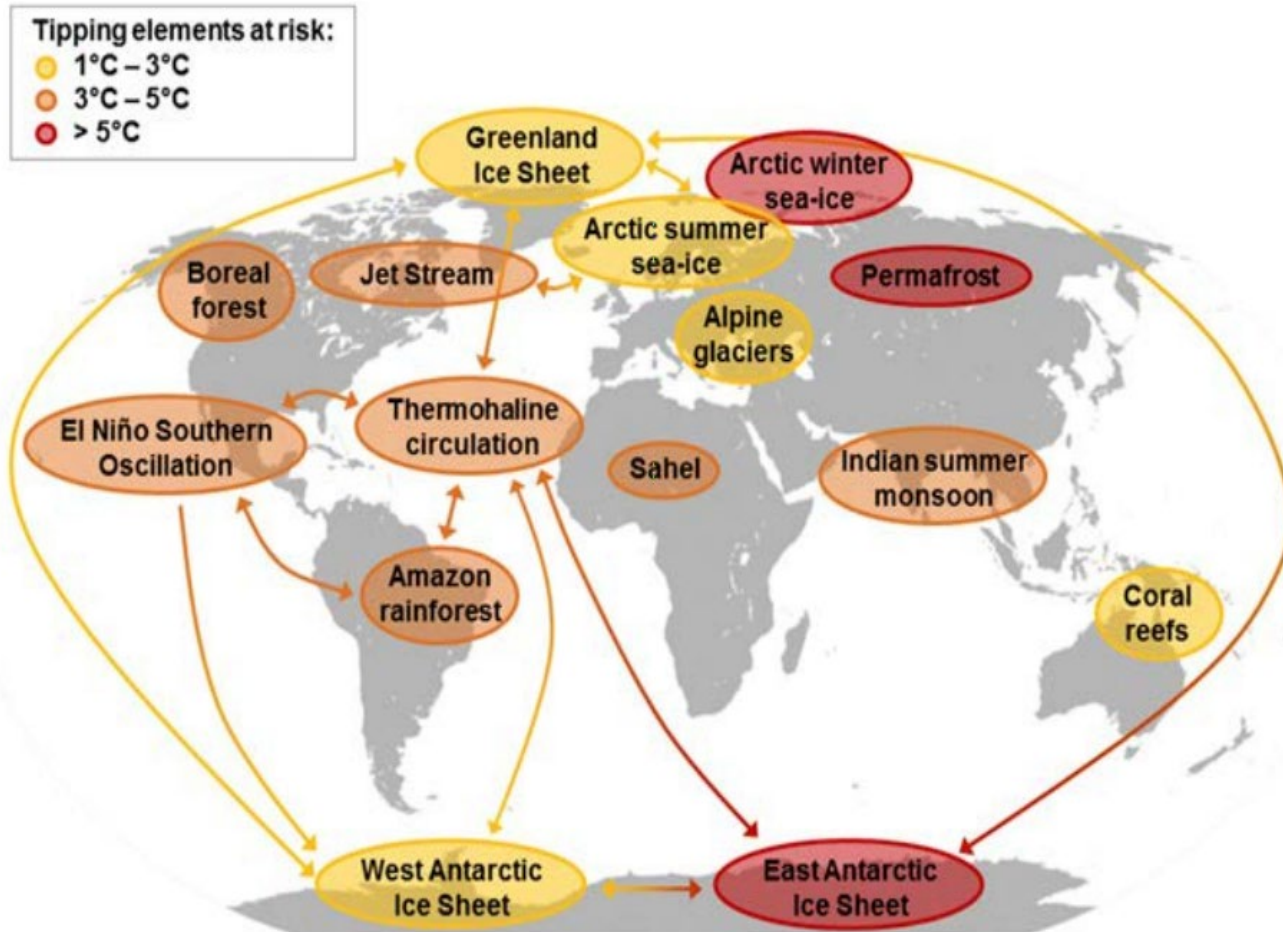 Tipping elements at risk:
1°C – 3°C
3°C – 5°C
> 5°C
Greenland
Ice Sheet
Arctic winter
sea-ice
Arctic summer
sea-ice
Boreal
forest
Jet Stream
Permafrost
Alpine
glaciers
El Niño Southern
Oscillation
Thermohaline
circulation
Sahel
Indian summer
monsoon
Amazon
rainforest
Coral
reefs
West Antarctic
Ice Sheet
East Antarctic
Ice Sheet